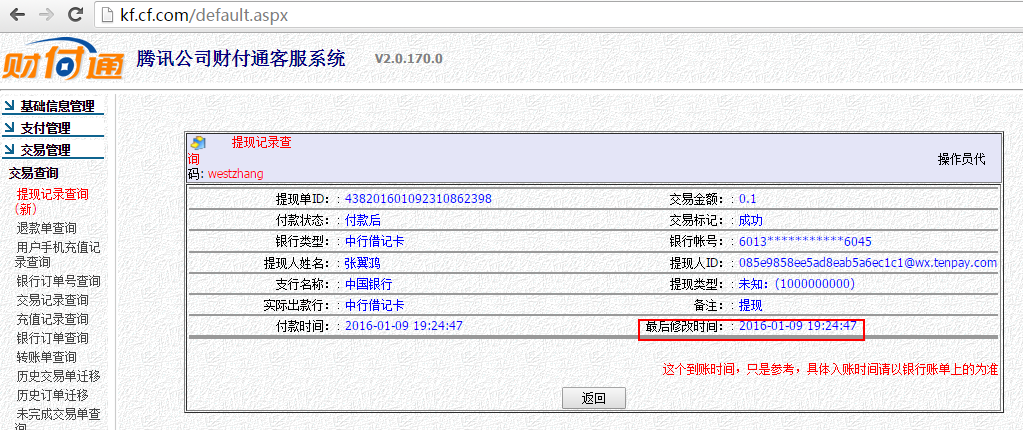 kf.cf.com/default.aspx
财付通 腾讯公司财付通客服系统 V2.0.170.0
基础信息管理
支付管理
交易管理
交易查询
提现记录查询
(新)
退款单查询
用户手机充值记
录查询
银行订单号查询
交易记录查询
充值记录查询
银行订单查询
转账单查询
历史交易单迁移
历史订单迁移
未完成交易单查
询
提现记录查
询
操作员代
码: westzhang
提现单ID：: 438201601092310862398 交易金额：: 0.1
付款状态：: 付款后 交易标记：: 成功
银行类型：: 中行借记卡 银行帐号：: 6013***********6045
提现人姓名：: 张翼鸿 提现人ID：: 085e9858ee5ad8eab5a6ec1c1@wx.tenpay.com
支行名称：: 中国银行 提现类型：: 未知：(1000000000)
实际出款行：: 中行借记卡 备注：: 提现
付款时间：: 2016-01-09 19:24:47 最后修改时间：: 2016-01-09 19:24:47
这个到账时间，只是参考，具体入账时间请以银行账单上的为准
返回